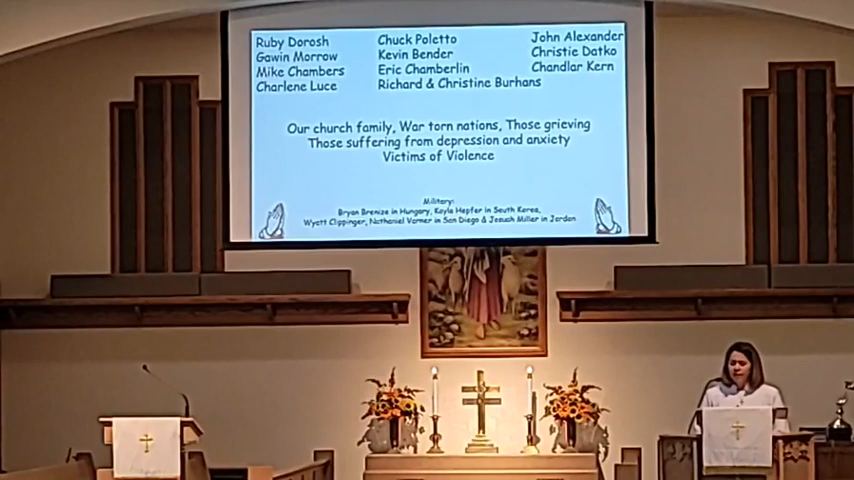 Ruby Dorosh
Gawin Morrow
Mike Chambers
Charlene Luce
Chuck Poletto
Kevin Bender
Eric Chamberlin
Richard & Christine Burhans
John Alexander
Christie Datko
Chandlar Kern
Our church family, War torn nations, Those grieving
Those suffering from depression and anxiety
Victims of Violence
Military:
Bryan Brenize in Hungary, Kayla Hepfer in South Korea,
Wyatt Clippinger, Nathaniel Varner in San Diego & Jesuah Miller in Jordan